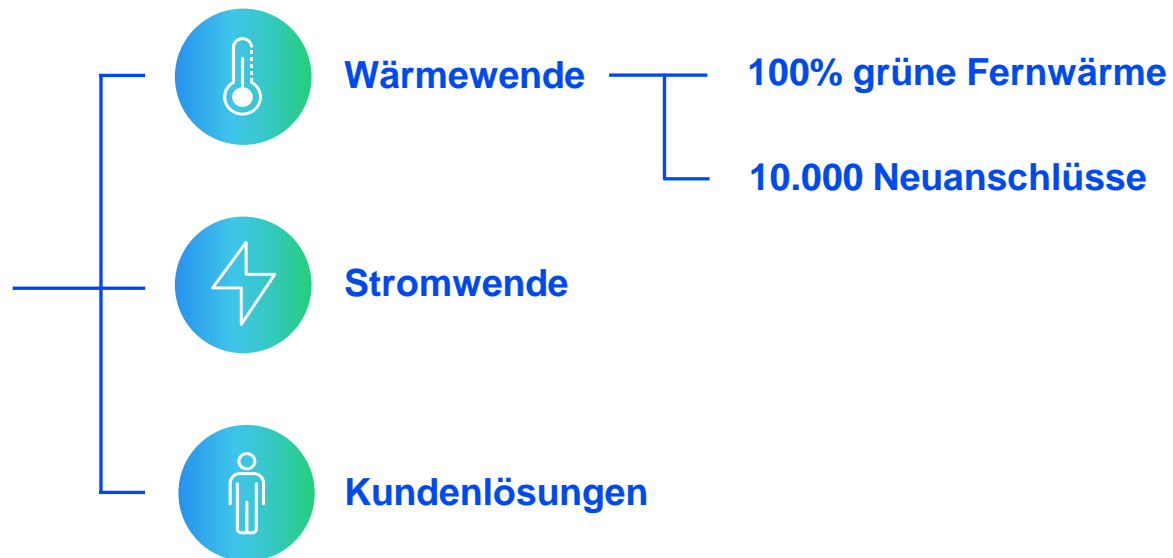 Wärmewende
100% grüne Fernwärme
10.000 Neuanschlüsse
Stromwende
Kundenlösungen